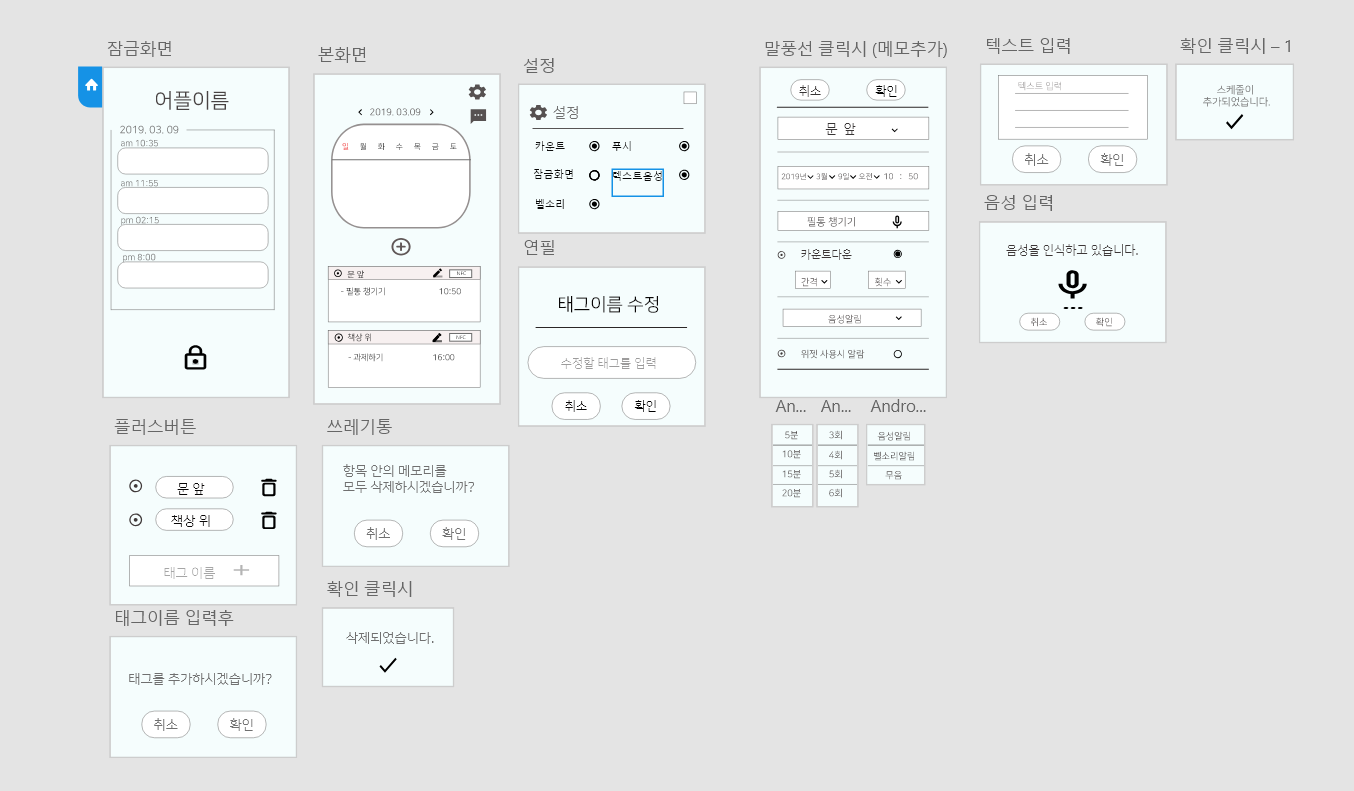 잠금화면
어플이름
2019. 03. 09
am 10:35
am 11:55
pm 02:15
pm 8:00
본화면
2019. 03.09
일 월 화 수 목 금 토
문 앞 NFC
- 필통 챙기기 10:50
책상 위 NFC
- 과제하기 16:00
설정
설정
카운트 푸시
잠금화면 텍스트음성
벨소리
연필
태그이름 수정
수정할 태그를 입력
취소 확인
플러스버튼
문 앞
책상 위
태그 이름
태그이름 입력후
태그를 추가하시겠습니까?
취소 확인
쓰레기통
항목 안의 메모리를
모두 삭제하시겠습니까?
취소 확인
확인 클릭시
삭제되었습니다.
말풍선 클릭시 (메모추가)
취소 확인
문 앞
2019년 3월 9일 오전 10 : 50
필통 챙기기
카운트다운
간격 횟수
음성알림
위젯 사용시 알람
An... An... Andro...
5분 3회 음성알림
10분 4회 벨소리알림
15분 5회 무음
20분 6회
텍스트 입력
텍스트 입력
취소 확인
음성 입력
음성을 인식하고 있습니다.
취소 확인
확인 클릭시 – 1
스케줄이
추가되었습니다.